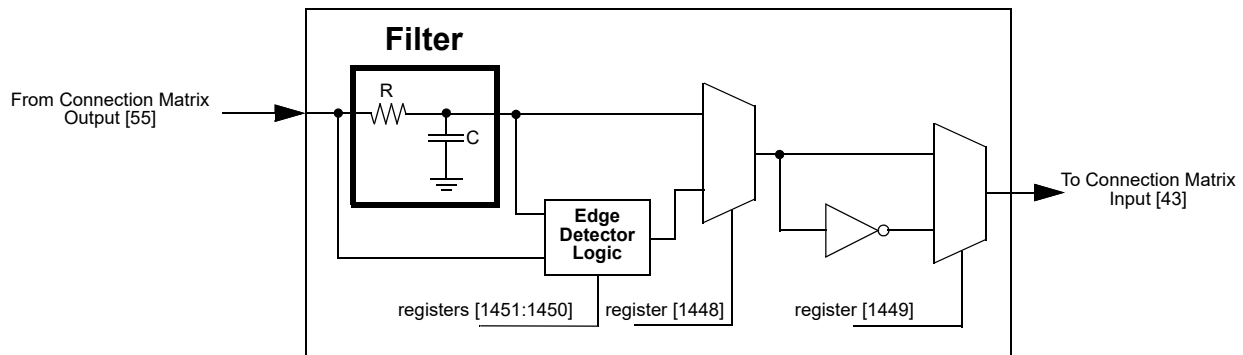 Filter
R
C
From Connection Matrix
Output [55]
Edge
Detector
Logic
To Connection Matrix
Input [43]
registers [1451:1450]
register [1448]
register [1449]